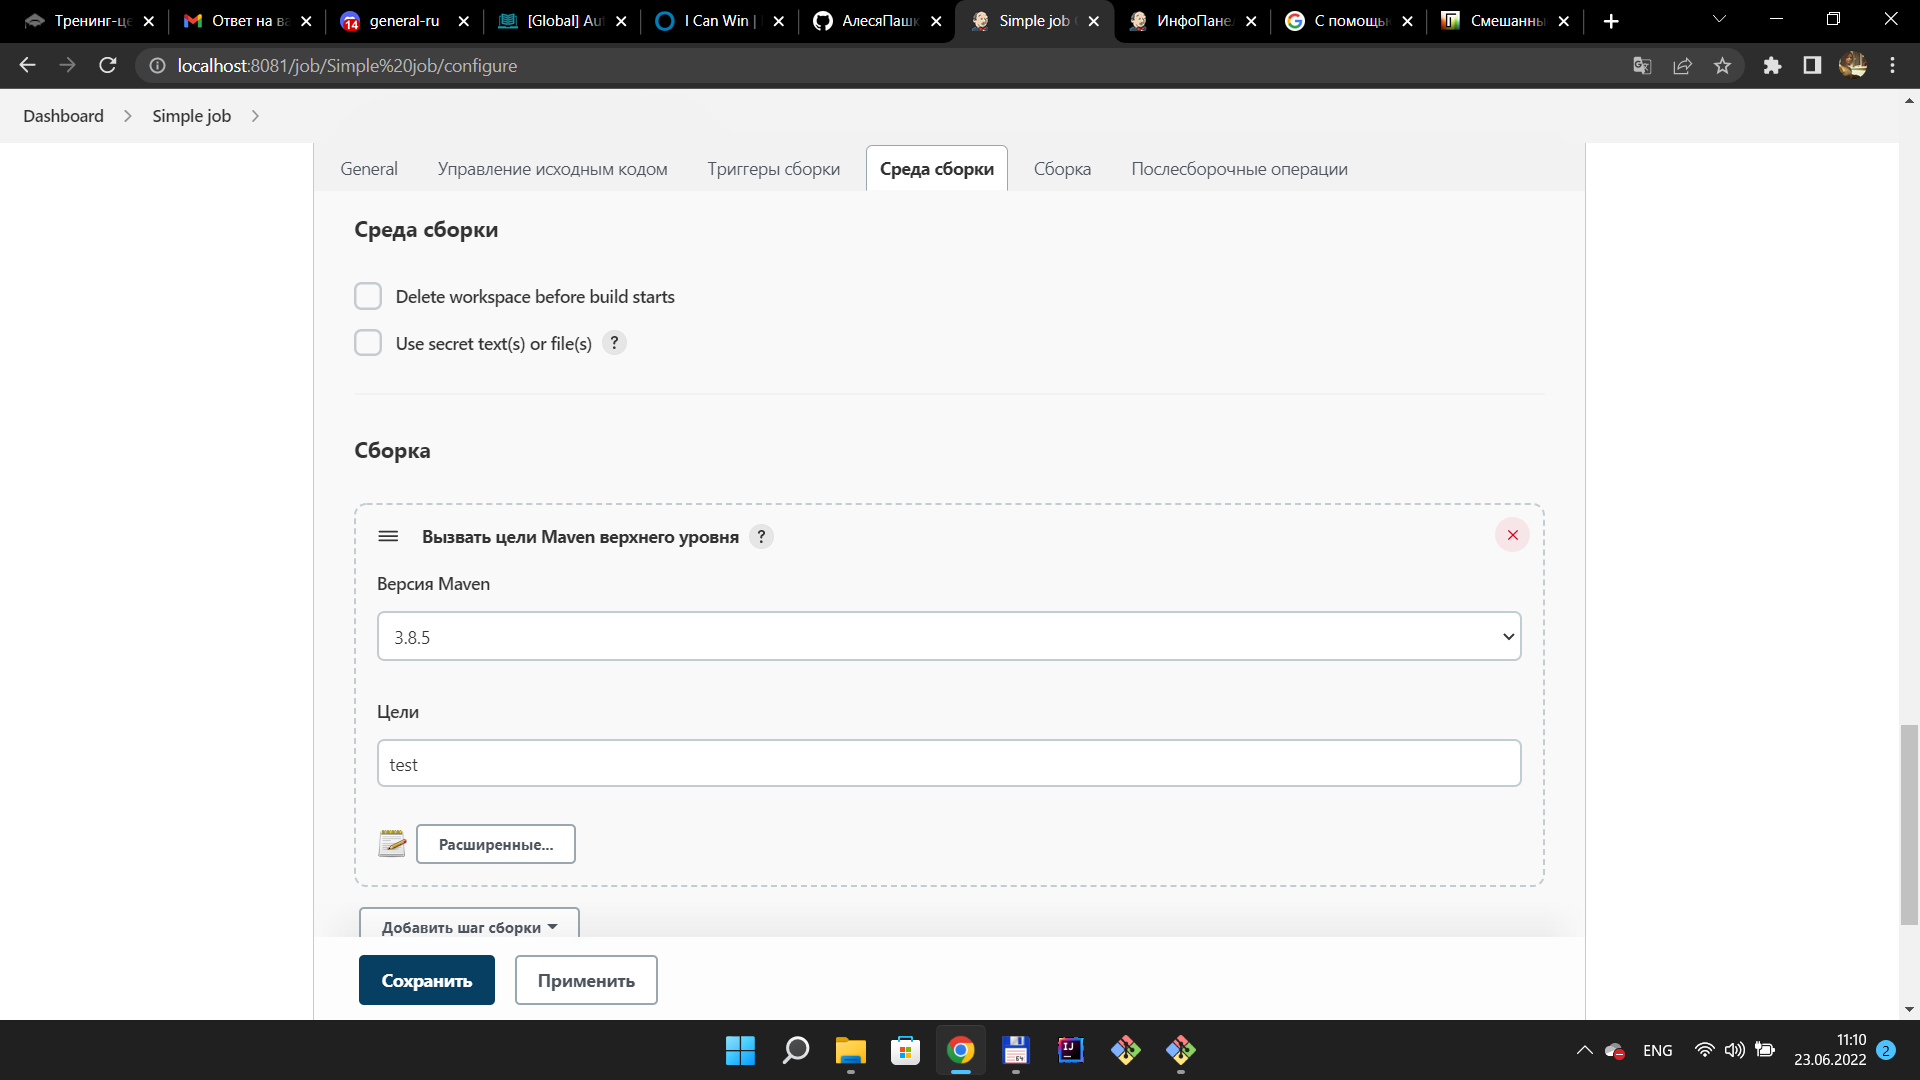 Тренинг-це
Ответ на ва
14
general-ru
[Global] Au
I Can Win |
АлесяПашк
Simple job
ИнфоПане
С помощь
Смешанны
localhost:8081/job/Simple%20job/configure
Dashboard
Simple job
General
Управление исходным кодом
Триггеры сборки
Среда сборки
Сборка
Послесборочные операции
Среда сборки
Delete workspace before build starts
Use secret text(s) or file(s) ?
Сборка
Вызвать цели Maven верхнего уровня ?
Версия Maven
3.8.5
Цели
test
Расширенные...
Добавить шаг сборки
Сохранить
Применить
64
IJ
ENG
11:10
23.06.2022
2